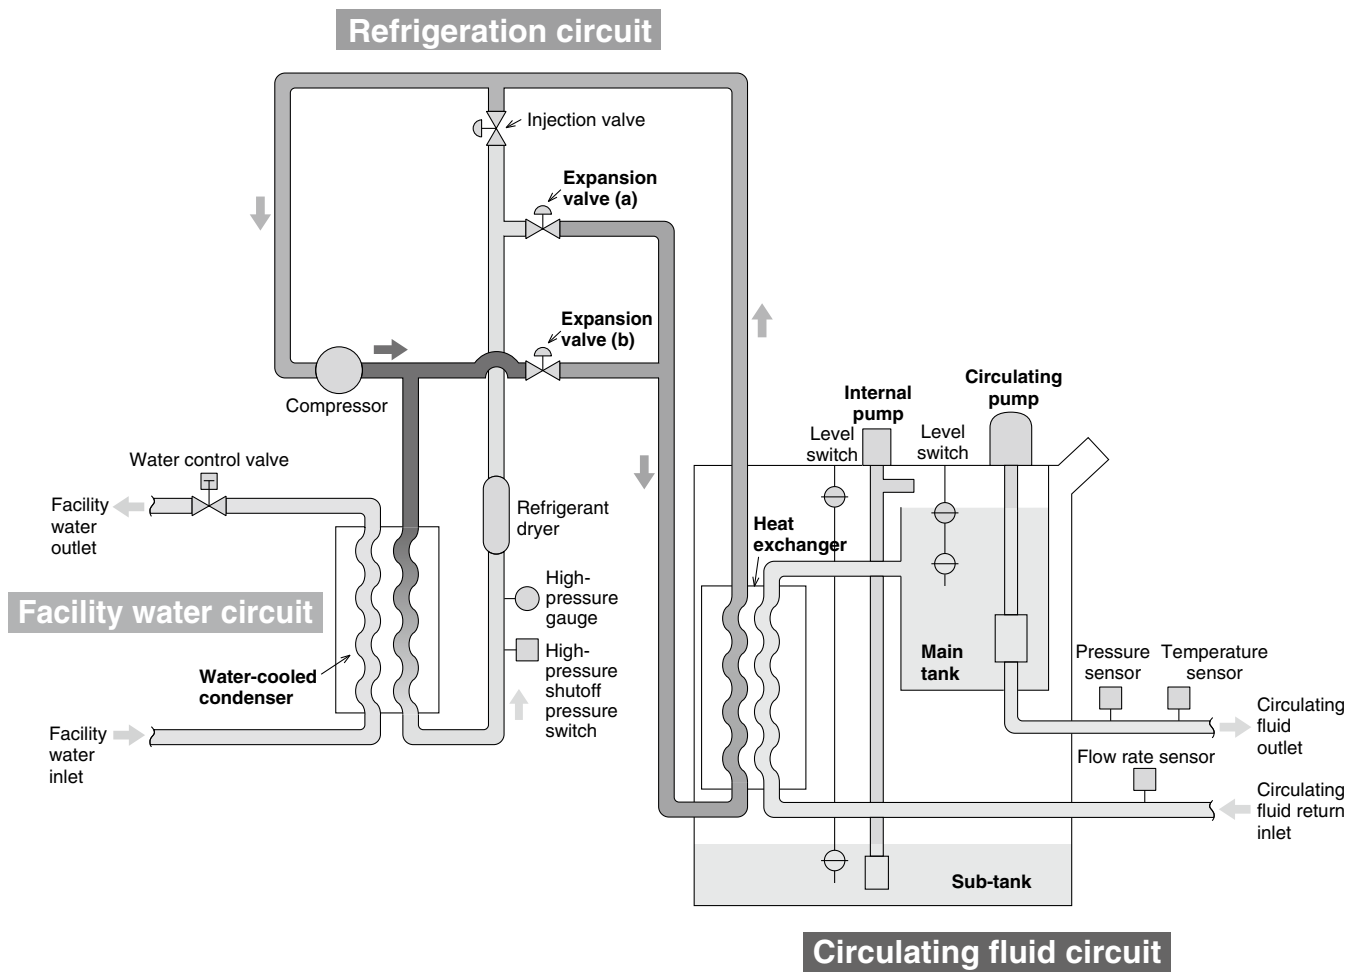 Refrigeration circuit
Injection valve
Expansion
valve (a)
Expansion
valve (b)
Compressor
Circulating
pump
Internal
pump
Level
switch
Level
switch
Water control valve
Facility
water
outlet
Refrigerant
dryer
Heat
exchanger
High-
pressure
gauge
Facility water circuit
High-
pressure
shutoff
pressure
switch
Water-cooled
condenser
Main
tank
Pressure
sensor
Temperature
sensor
Circulating
fluid
outlet
Facility
water
inlet
Flow rate sensor
Circulating
fluid return
inlet
Sub-tank
Circulating fluid circuit